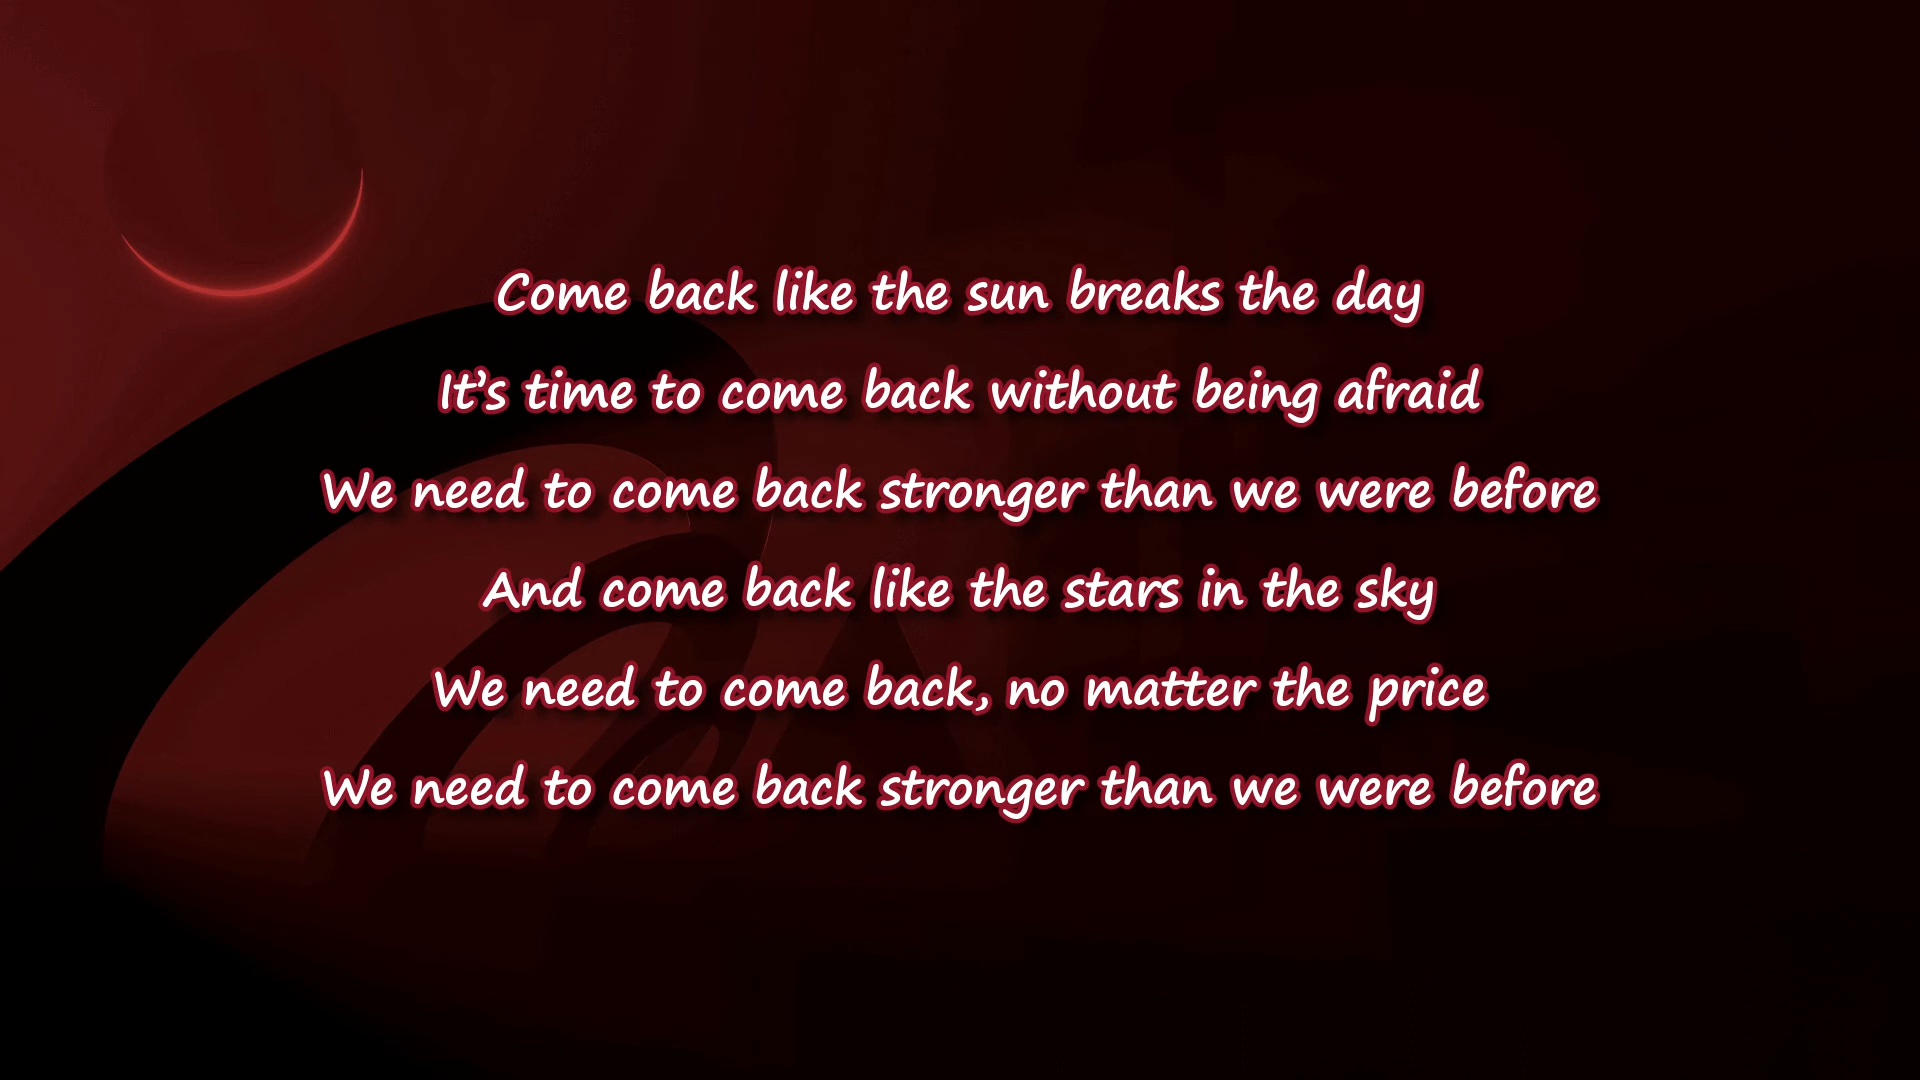 Come back like the sun breaks the day
It’s time to come back without being afraid
We need to come back stronger than we were before
And come back like the stars in the sky
We need to come back, no matter the price
We need to come back stronger than we were before